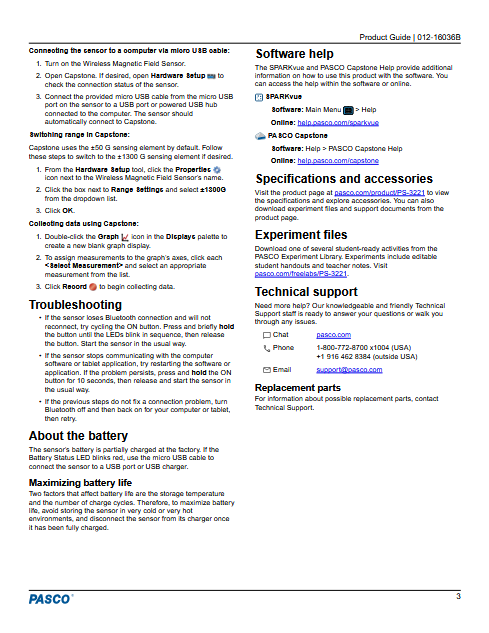 Product Guide | 012-16036B
Connecting the sensor to a computer via micro USB cable:
1. Turn on the Wireless Magnetic Field Sensor.
2. Open Capstone. If desired, open Hardware Setup to
check the connection status of the sensor.
3. Connect the provided micro USB cable from the micro USB
port on the sensor to a USB port or powered USB hub
connected to the computer. The sensor should
automatically connect to Capstone.
Switching range in Capstone:
Capstone uses the ±50 G sensing element by default. Follow
these steps to switch to the ±1300 G sensing element if desired.
1. From the Hardware Setup tool, click the Properties
icon next to the Wireless Magnetic Field Sensor's name.
2. Click the box next to Range Settings and select ±1300G
from the dropdown list.
3. Click OK.
Collecting data using Capstone:
1. Double-click the Graph icon in the Displays palette to
create a new blank graph display.
2. To assign measurements to the graph's axes, click each
<Select Measurement> and select an appropriate
measurement from the list.
3. Click Record to begin collecting data.
Troubleshooting
• If the sensor loses Bluetooth connection and will not
reconnect, try cycling the ON button. Press and briefly hold
the button until the LEDs blink in sequence, then release
the button. Start the sensor in the usual way.
• If the sensor stops communicating with the computer
software or tablet application, try restarting the software or
application. If the problem persists, press and hold the ON
button for 10 seconds, then release and start the sensor in
the usual way.
• If the previous steps do not fix a connection problem, turn
Bluetooth off and then back on for your computer or tablet,
then retry.
About the battery
The sensor's battery is partially charged at the factory. If the
Battery Status LED blinks red, use the micro USB cable to
connect the sensor to a USB port or USB charger.
Maximizing battery life
Two factors that affect battery life are the storage temperature
and the number of charge cycles. Therefore, to maximize battery
life, avoid storing the sensor in very cold or very hot
environments, and disconnect the sensor from its charger once
it has been fully charged.
Software help
The SPARKvue and PASCO Capstone Help provide additional
information on how to use this product with the software. You
can access the help within the software or online.
SPARKvue
Software: Main Menu > Help
Online: help.pasco.com/sparkvue
PASCO Capstone
Software: Help > PASCO Capstone Help
Online: help.pasco.com/capstone
Specifications and accessories
Visit the product page at pasco.com/product/PS-3221 to view
the specifications and explore accessories. You can also
download experiment files and support documents from the
product page.
Experiment files
Download one of several student-ready activities from the
PASCO Experiment Library. Experiments include editable
student handouts and teacher notes. Visit
pasco.com/freelabs/PS-3221.
Technical support
Need more help? Our knowledgeable and friendly Technical
Support staff is ready to answer your questions or walk you
through any issues.
Chat pasco.com
Phone 1-800-772-8700 x1004 (USA)
+1 916 462 8384 (outside USA)
Email support@pasco.com
Replacement parts
For information about possible replacement parts, contact
Technical Support.
PASCO®
3